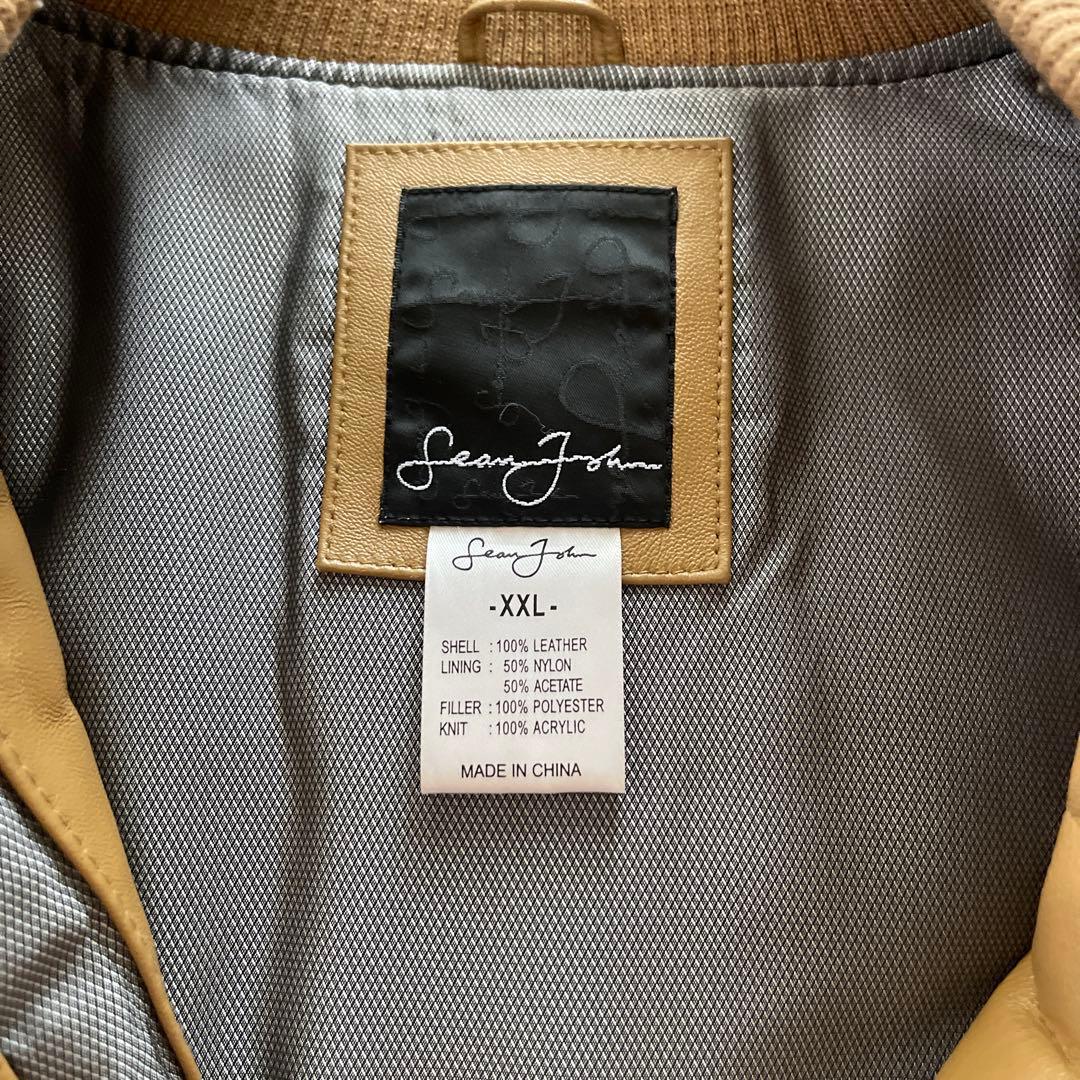 Sean John
Sean John
-XXL-
SHELL : 100% LEATHER
LINING : 50% NYLON
50% ACETATE
FILLER : 100% POLYESTER
KNIT : 100% ACRYLIC
MADE IN CHINA